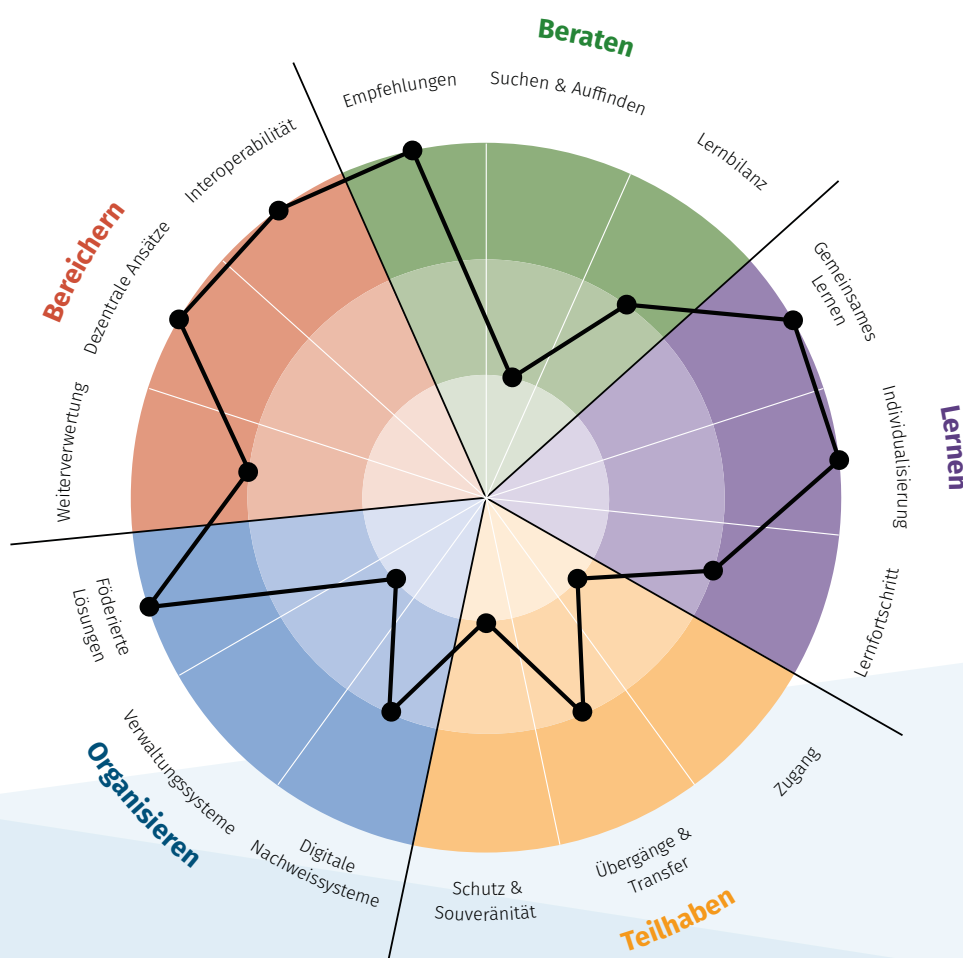 Beraten
Empfehlungen
Suchen & Auffinden
Lernbilanz
Lernen
Gemeinsames
Lernen
Individualisierung
Lernfortschritt
Teilhaben
Zugang
Übergänge &
Transfer
Schutz &
Souveränität
Organisieren
Digitale
Nachweissysteme
Verwaltungssysteme
Föderierte
Lösungen
Bereichern
Weiterverwertung
Dezentrale Ansätze
Interoperabilität